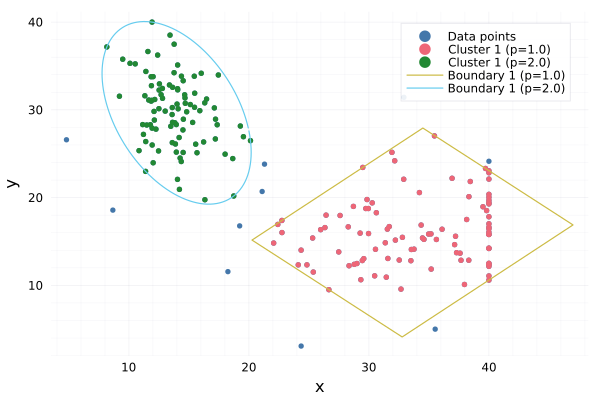 40
30
20
10
y
10
20
30
40
x
Data points
Cluster 1 (p=1.0)
Cluster 1 (p=2.0)
Boundary 1 (p=1.0)
Boundary 1 (p=2.0)